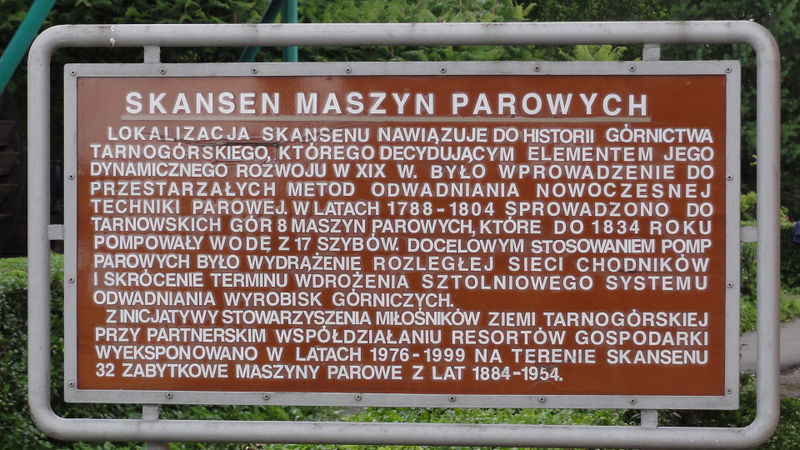 SKANSEN MASZYN PAROWYCH
LOKALIZACJA SKANSENU NAWIĄZUJE DO HISTORII GÓRNICTWA
TARNOGÓRSKIEGO, KTÓREGO DECYDUJĄCYM ELEMENTEM JEGO
DYNAMICZNEGO ROZWOJU W XIX W. BYŁO WPROWADZENIE DO
PRZESTARZAŁYCH METOD ODWADNIANIA NOWOCZESNEJ
TECHNIKI PAROWEJ. W LATACH 1788-1804 SPROWADZONO DO
TARNOWSKICH GÓR 8 MASZYN PAROWYCH, KTÓRE DO 1834 ROKU
POMPOWAŁY WODĘ Z 17 SZYBÓW. DOCELOWYM STOSOWANIEM POMP
PAROWYCH BYŁO WYDRĄŻENIE ROZLEGŁEJ SIECI CHODNIKÓW
I SKRÓCENIE TERMINU WDROŻENIA SZTOLNIOWEGO SYSTEMU
ODWADNIANIA WYROBISK GÓRNICZYCH.
Z INICJATYWY STOWARZYSZENIA MIŁOŚNIKÓW ZIEMI TARNOGÓRSKIEJ
PRZY PARTNERSKIM WSPÓŁDZIAŁANIU RESORTÓW GOSPODARKI
WYEKSPONOWANO W LATACH 1976-1999 NA TERENIE SKANSENU
32 ZABYTKOWE MASZYNY PAROWE Z LAT 1884-1954.